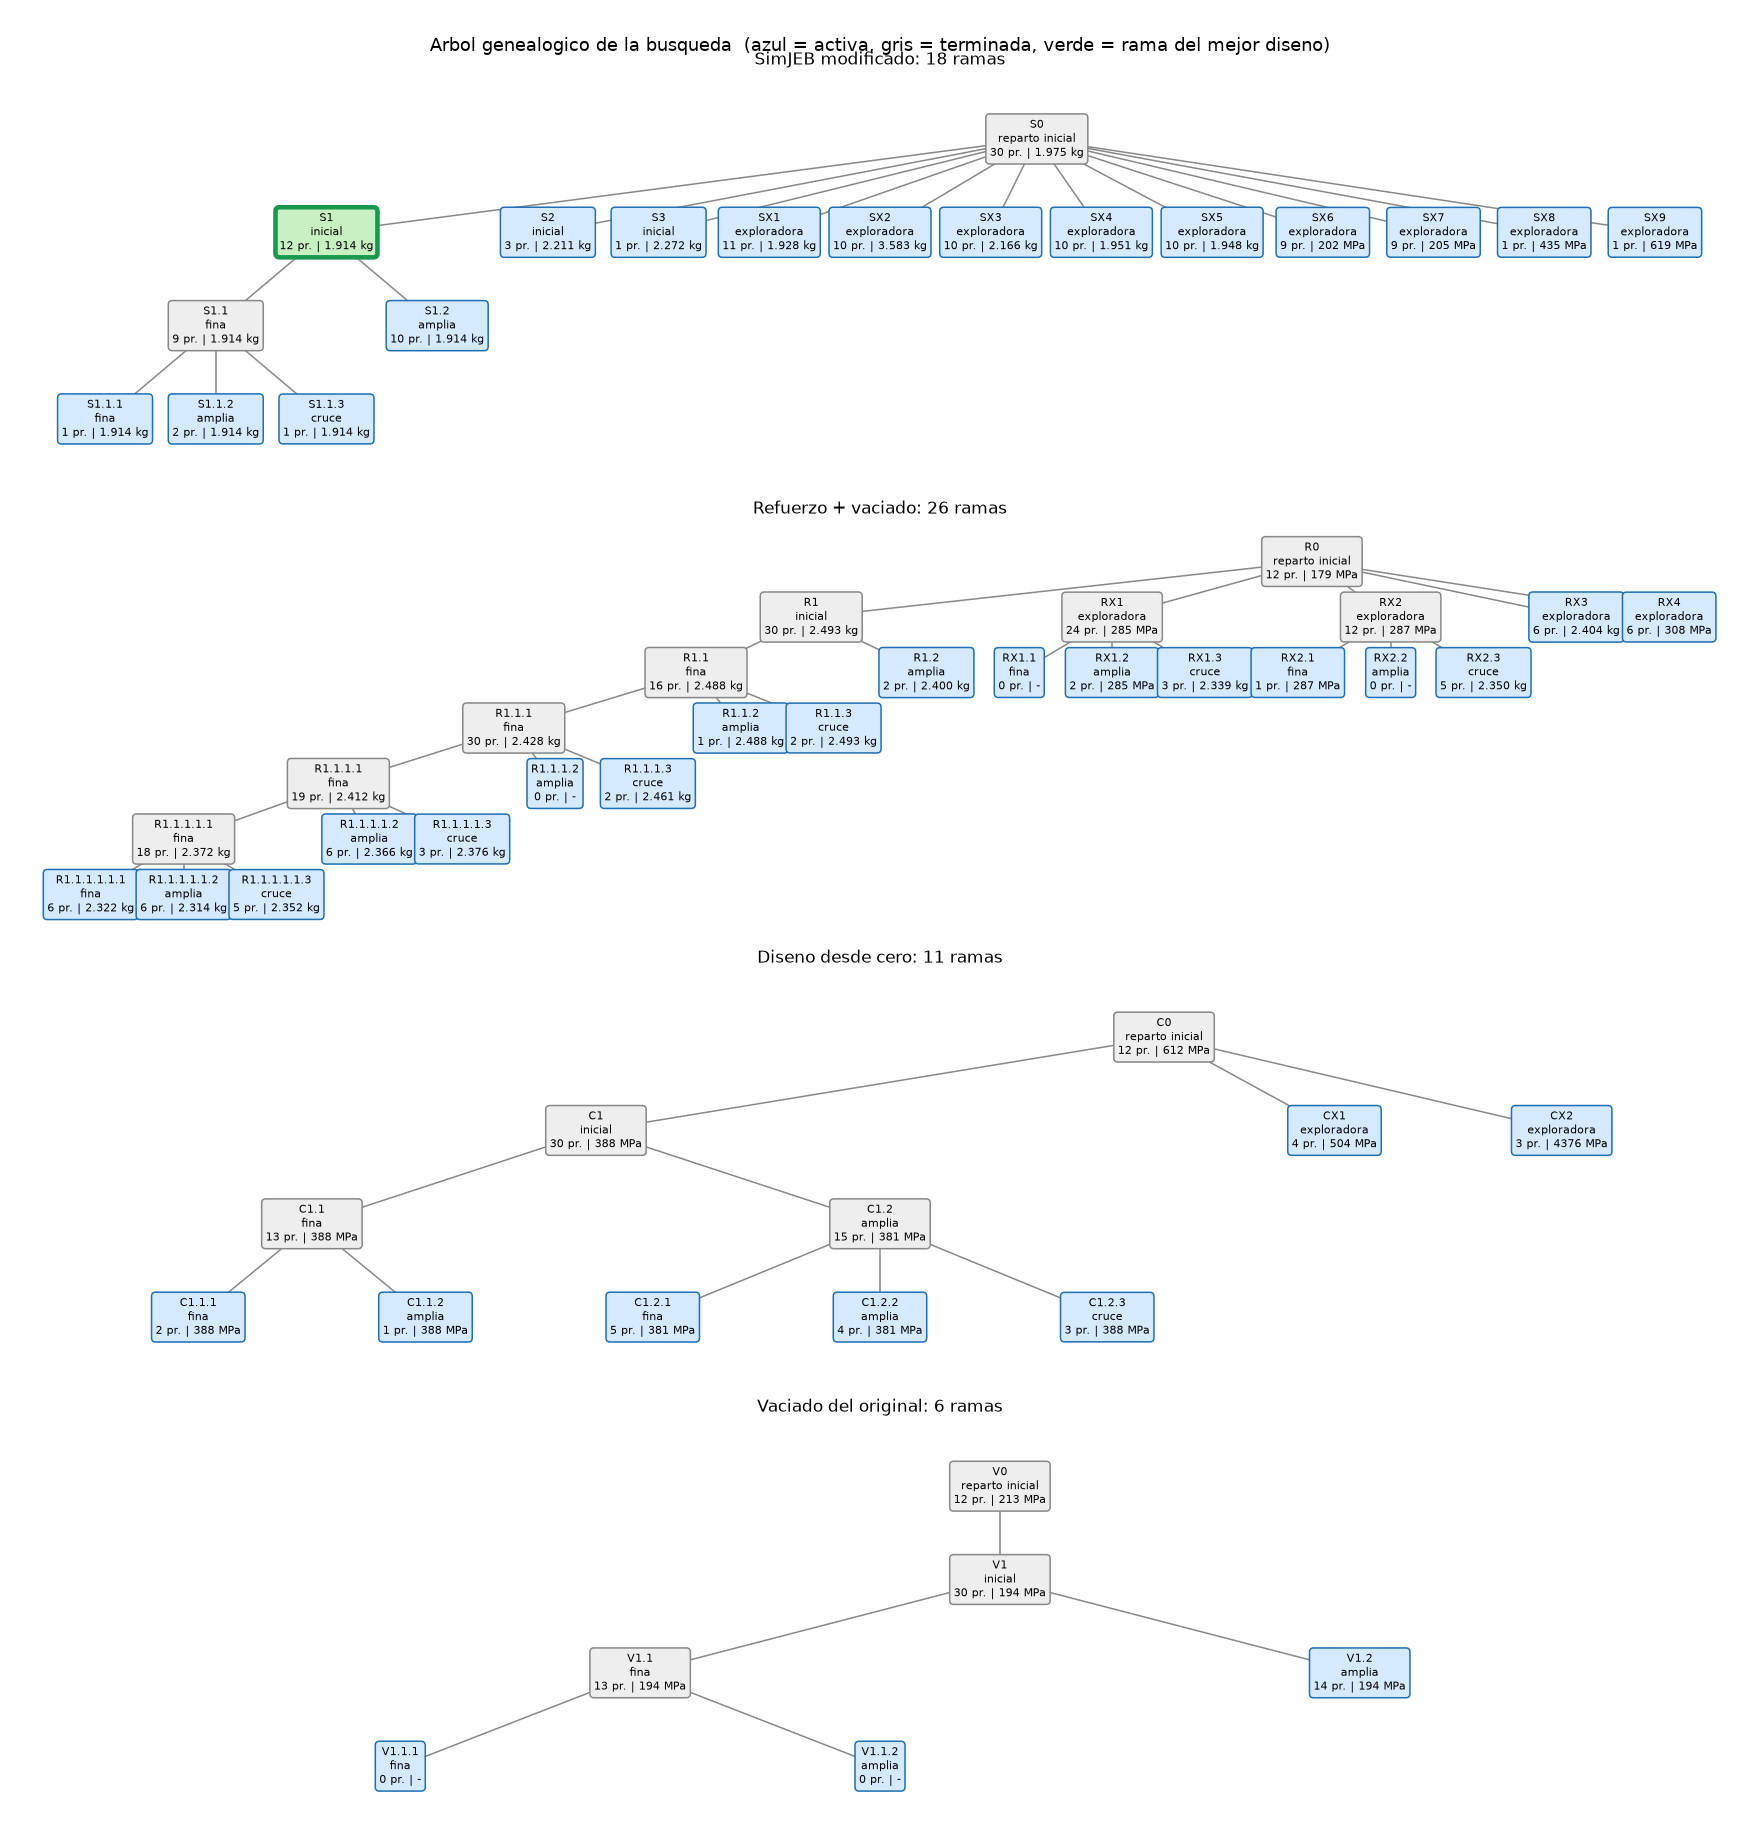 Arbol genealogico de la busqueda  (azul = activa, gris = terminada, verde = rama del mejor diseno)
SimJEB modificado: 18 ramas
S0
reparto inicial
30 pr. | 1.975 kg
S1
inicial
12 pr. | 1.914 kg
S2
inicial
3 pr. | 2.211 kg
S3
inicial
1 pr. | 2.272 kg
SX1
exploradora
11 pr. | 1.928 kg
SX2
exploradora
10 pr. | 3.583 kg
SX3
exploradora
10 pr. | 2.166 kg
SX4
exploradora
10 pr. | 1.951 kg
SX5
exploradora
10 pr. | 1.948 kg
SX6
exploradora
9 pr. | 202 MPa
SX7
exploradora
9 pr. | 205 MPa
SX8
exploradora
1 pr. | 435 MPa
SX9
exploradora
1 pr. | 619 MPa
S1.1
fina
9 pr. | 1.914 kg
S1.2
amplia
10 pr. | 1.914 kg
S1.1.1
fina
1 pr. | 1.914 kg
S1.1.2
amplia
2 pr. | 1.914 kg
S1.1.3
cruce
1 pr. | 1.914 kg
Refuerzo + vaciado: 26 ramas
R0
reparto inicial
12 pr. | 179 MPa
R1
inicial
30 pr. | 2.493 kg
RX1
exploradora
24 pr. | 285 MPa
RX2
exploradora
12 pr. | 287 MPa
RX3
exploradora
6 pr. | 2.404 kg
RX4
exploradora
6 pr. | 308 MPa
R1.1
fina
16 pr. | 2.488 kg
R1.2
amplia
2 pr. | 2.400 kg
RX1.1
fina
0 pr. | -
RX1.2
amplia
2 pr. | 285 MPa
RX1.3
cruce
3 pr. | 2.339 kg
RX2.1
fina
1 pr. | 287 MPa
RX2.2
amplia
0 pr. | -
RX2.3
cruce
5 pr. | 2.350 kg
R1.1.1
fina
30 pr. | 2.428 kg
R1.1.2
amplia
1 pr. | 2.488 kg
R1.1.3
cruce
2 pr. | 2.493 kg
R1.1.1.1
fina
19 pr. | 2.412 kg
R1.1.1.2
amplia
0 pr. | -
R1.1.1.3
cruce
2 pr. | 2.461 kg
R1.1.1.1.1
fina
18 pr. | 2.372 kg
R1.1.1.1.2
amplia
6 pr. | 2.366 kg
R1.1.1.1.3
cruce
3 pr. | 2.376 kg
R1.1.1.1.1.1
fina
6 pr. | 2.322 kg
R1.1.1.1.1.2
amplia
6 pr. | 2.314 kg
R1.1.1.1.1.3
cruce
5 pr. | 2.352 kg
Diseno desde cero: 11 ramas
C0
reparto inicial
12 pr. | 612 MPa
C1
inicial
30 pr. | 388 MPa
CX1
exploradora
4 pr. | 504 MPa
CX2
exploradora
3 pr. | 4376 MPa
C1.1
fina
13 pr. | 388 MPa
C1.2
amplia
15 pr. | 381 MPa
C1.1.1
fina
2 pr. | 388 MPa
C1.1.2
amplia
1 pr. | 388 MPa
C1.2.1
fina
5 pr. | 381 MPa
C1.2.2
amplia
4 pr. | 381 MPa
C1.2.3
cruce
3 pr. | 388 MPa
Vaciado del original: 6 ramas
V0
reparto inicial
12 pr. | 213 MPa
V1
inicial
30 pr. | 194 MPa
V1.1
fina
13 pr. | 194 MPa
V1.2
amplia
14 pr. | 194 MPa
V1.1.1
fina
0 pr. | -
V1.1.2
amplia
0 pr. | -